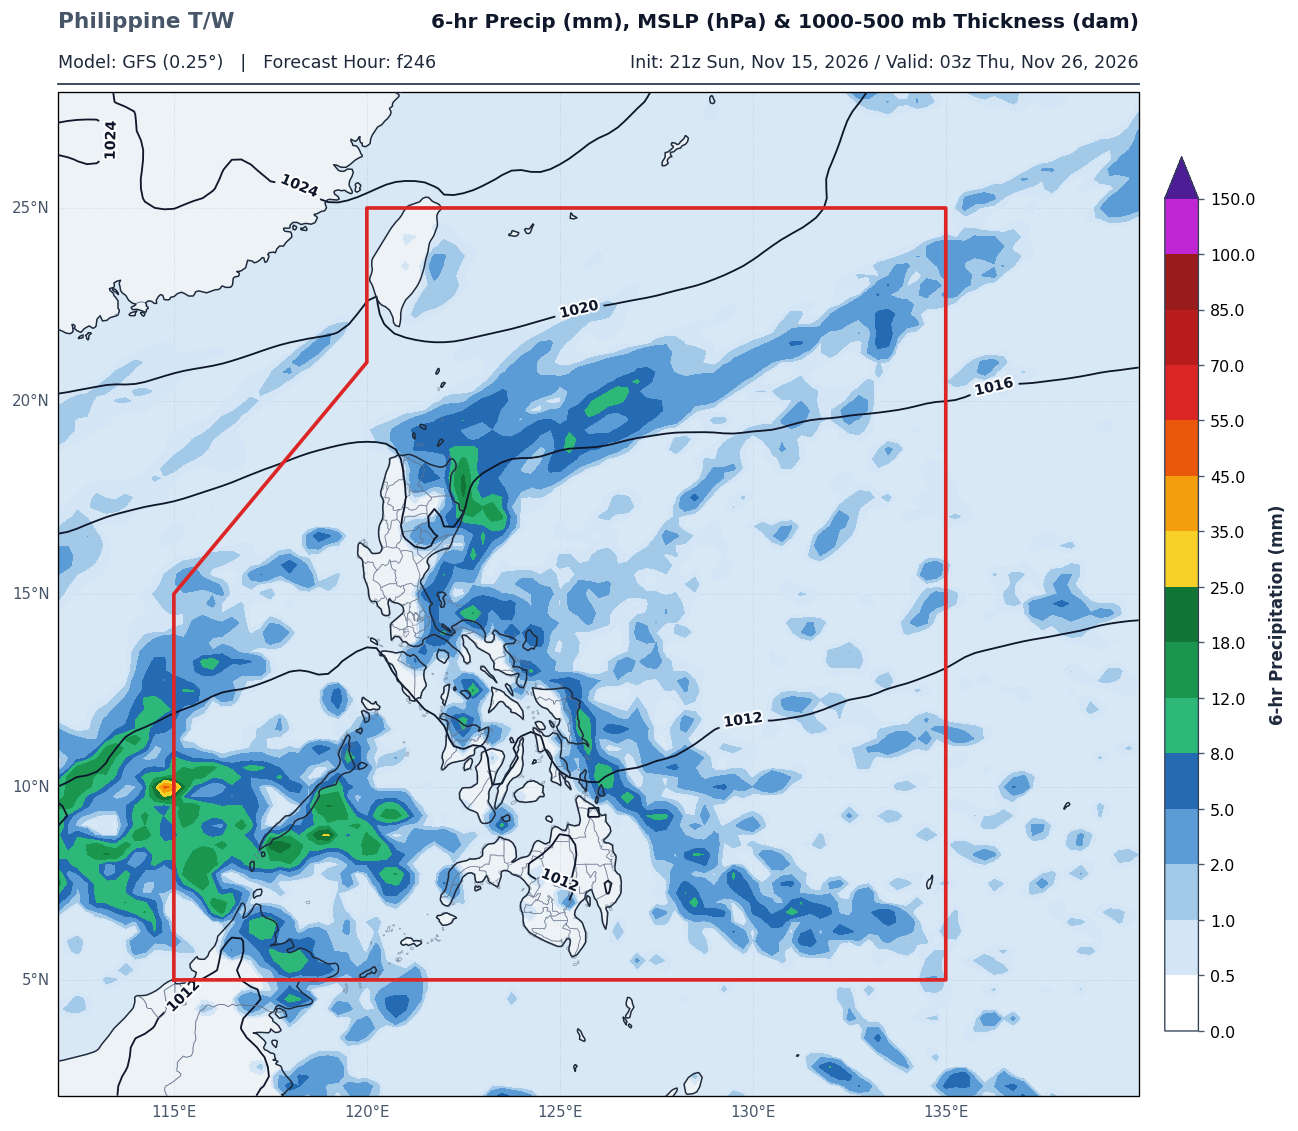 Philippine T/W
6-hr Precip (mm), MSLP (hPa) & 1000-500 mb Thickness (dam)
Model: GFS (0.25°) | Forecast Hour: f246
Init: 21z Sun, Nov 15, 2026 / Valid: 03z Thu, Nov 26, 2026
1024
1024
1020
1016
1012
1012
1012
25°N
20°N
15°N
10°N
5°N
115°E
120°E
125°E
130°E
135°E
150.0
100.0
85.0
70.0
55.0
45.0
35.0
25.0
18.0
12.0
8.0
5.0
2.0
1.0
0.5
0.0
6-hr Precipitation (mm)